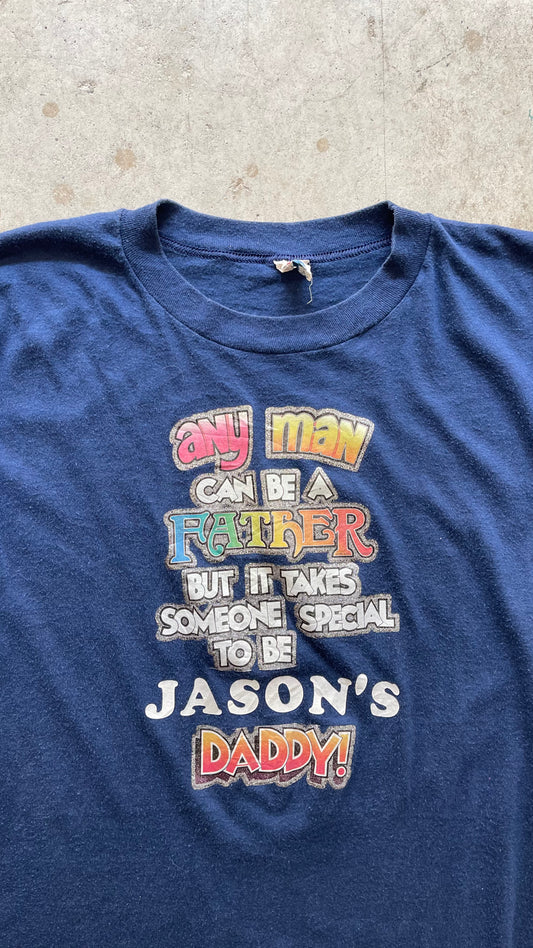 any man
CAN BE A
FATHER
BUT IT TAKES
SOMEONE SPECIAL
TO BE
JASON'S
DADDY!